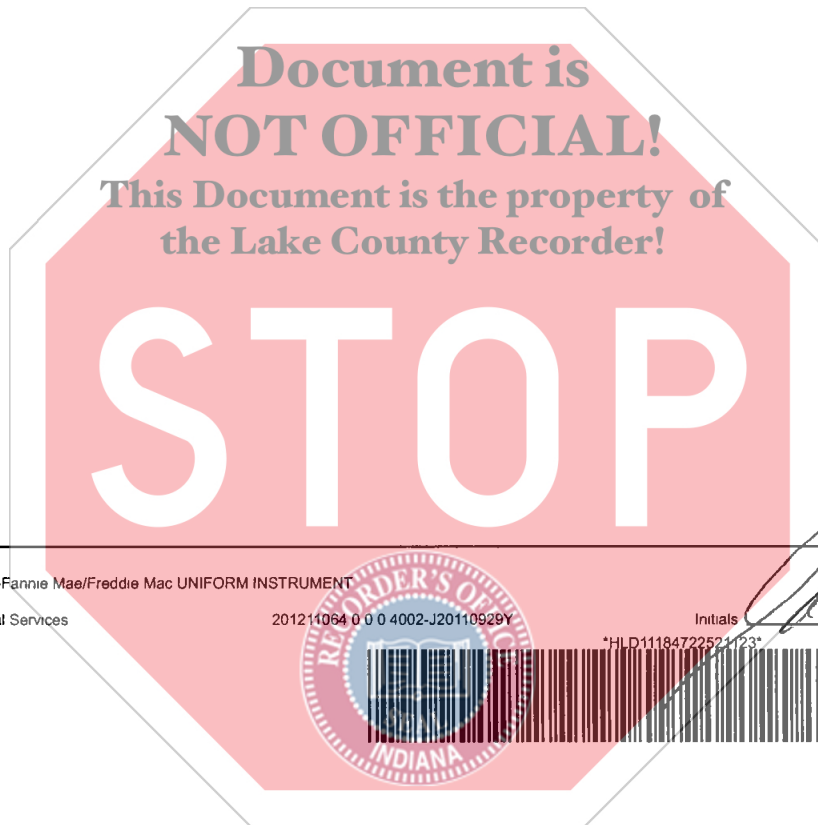 Document is
NOT OFFICIAL!
This Document is the property of
the Lake County Recorder!
STOP
Fannie Mae/Freddie Mac UNIFORM INSTRUMENT
l Services 201211064 0 0 0 4002-J20110929Y Initials
*HLD11184722521123*
RECORDER'S OFFICE
SEAL
INDIANA